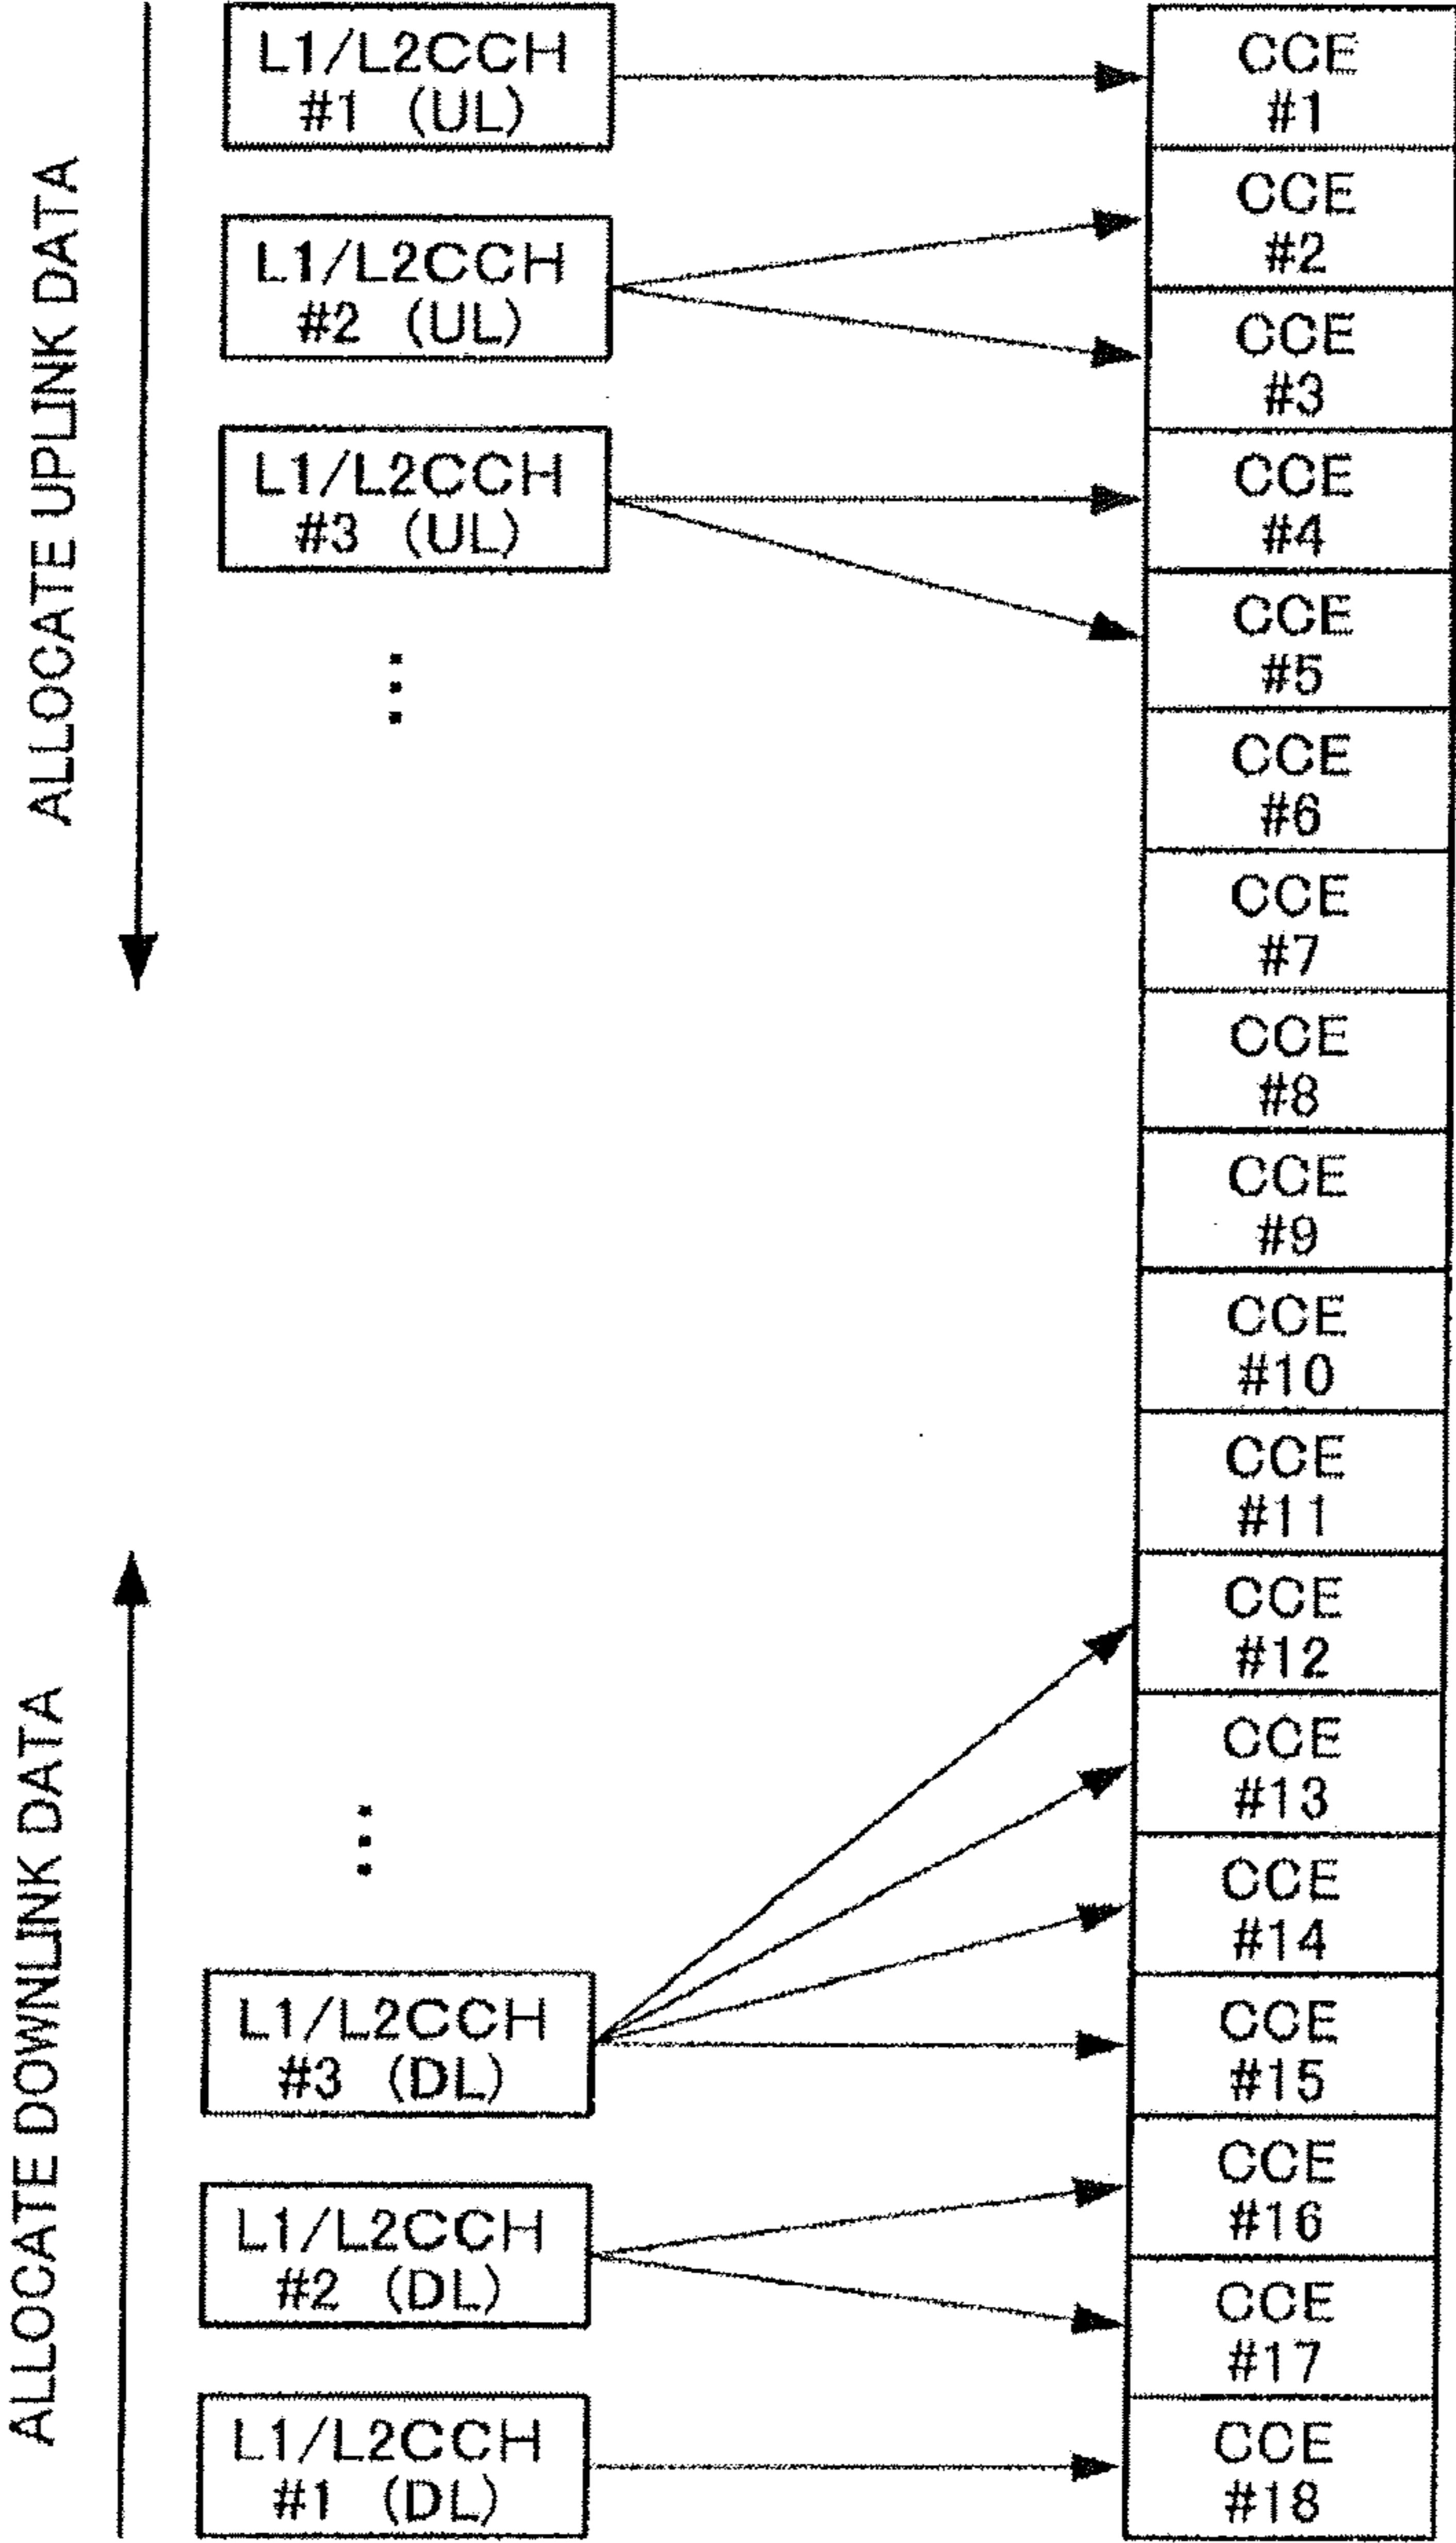 ALLOCATE UPLINK DATA
L1/L2CCH
#1 (UL)
L1/L2CCH
#2 (UL)
L1/L2CCH
#3 (UL)
ALLOCATE DOWNLINK DATA
L1/L2CCH
#3 (DL)
L1/L2CCH
#2 (DL)
L1/L2CCH
#1 (DL)
CCE
#1
CCE
#2
CCE
#3
CCE
#4
CCE
#5
CCE
#6
CCE
#7
CCE
#8
CCE
#9
CCE
#10
CCE
#11
CCE
#12
CCE
#13
CCE
#14
CCE
#15
CCE
#16
CCE
#17
CCE
#18